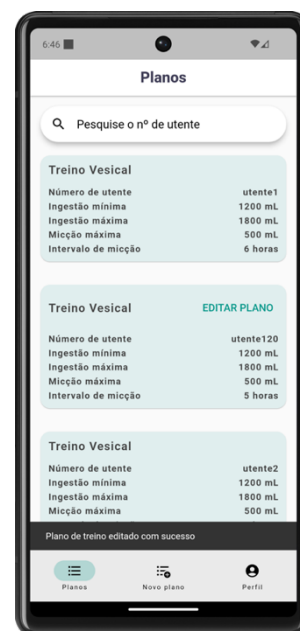 6:46
Planos
Pesquise o nº de utente
Treino Vesical
Número de utente utente1
Ingestão mínima 1200 mL
Ingestão máxima 1800 mL
Micção máxima 500 mL
Intervalo de micção 6 horas
Treino Vesical EDITAR PLANO
Número de utente utente120
Ingestão mínima 1200 mL
Ingestão máxima 1800 mL
Micção máxima 500 mL
Intervalo de micção 5 horas
Treino Vesical
Número de utente utente2
Ingestão mínima 1200 mL
Ingestão máxima 1800 mL
Micção máxima 500 mL
Plano de treino editado com sucesso
Planos Novo plano Perfil